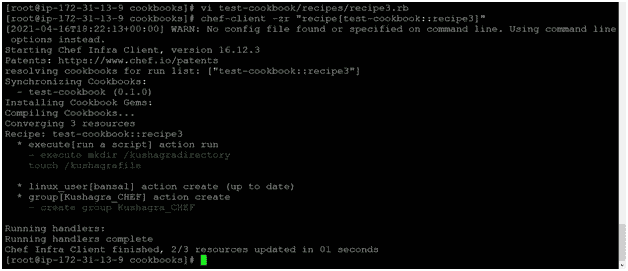 [root@ip-172-31-13-9 cookbooks]# vi test-cookbook/recipes/recipe3.rb
[root@ip-172-31-13-9 cookbooks]# chef-client -zr "recipe[test-cookbook::recipe3]"
[2021-04-16T18:22:13+00:00] WARN: No config file found or specified on command line. Using command line
options instead.
Starting Chef Infra Client, version 16.12.3
Patents: https://www.chef.io/patents
resolving cookbooks for run list: ["test-cookbook::recipe3"]
Synchronizing Cookbooks:
- test-cookbook (0.1.0)
Installing Cookbook Gems:
Compiling Cookbooks...
Converging 3 resources
Recipe: test-cookbook::recipe3
* execute[run a script] action run
- execute mkdir /kushagradirectory
touch /kushagrafile
* linux_user[bansal] action create (up to date)
* group[Kushagra_CHEF] action create
- create group Kushagra_CHEF
Running handlers:
Running handlers complete
Chef Infra Client finished, 2/3 resources updated in 01 seconds
[root@ip-172-31-13-9 cookbooks]#